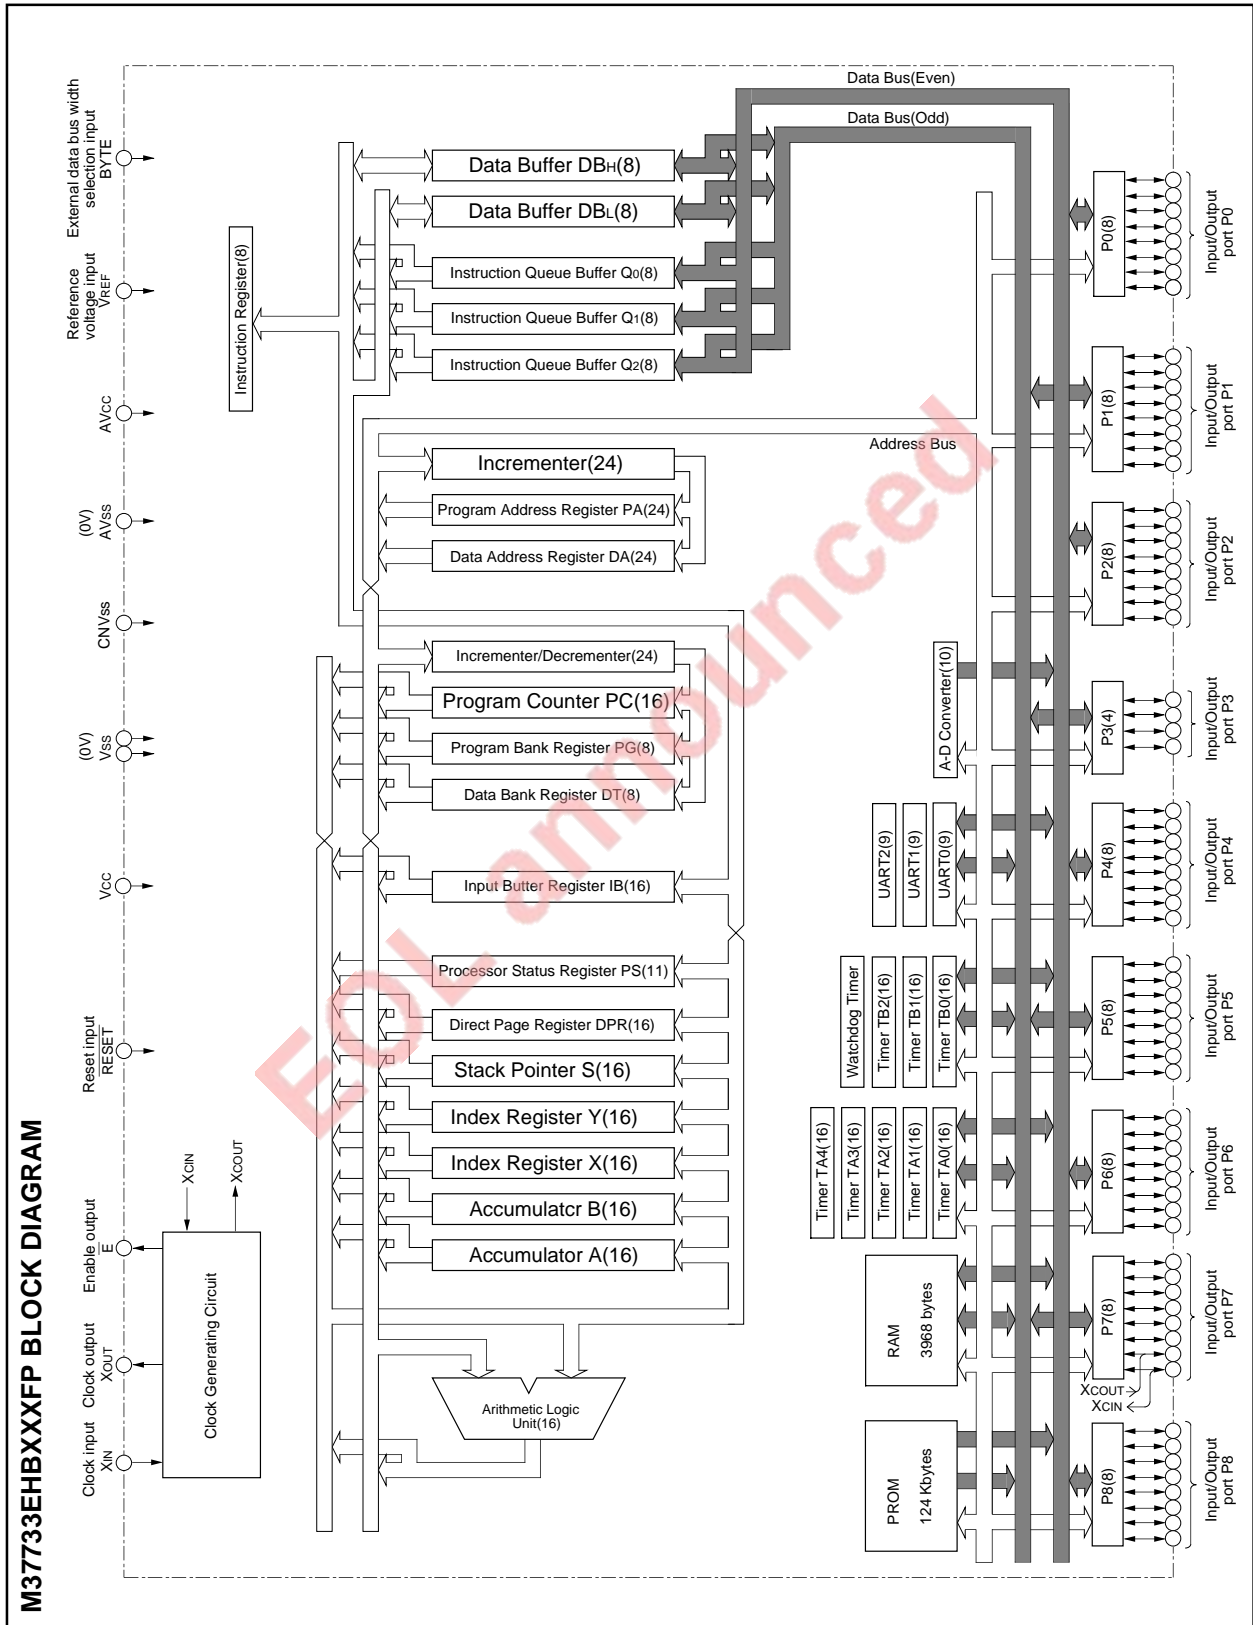 M37733EHBXXXFP BLOCK DIAGRAM
Clock input
XIN
Clock output
XOUT
Enable output
E
Reset input
RESET
Vcc
(0V)
Vss
CNVss
(0V)
AVss
AVcc
Reference
voltage input
VREF
External data bus width
selection input
BYTE
Clock Generating Circuit
XCIN
XCOUT
Instruction Register(8)
Data Buffer DBH(8)
Data Buffer DBL(8)
Instruction Queue Buffer Q0(8)
Instruction Queue Buffer Q1(8)
Instruction Queue Buffer Q2(8)
Incrementer(24)
Program Address Register PA(24)
Data Address Register DA(24)
Incrementer/Decrementer(24)
Program Counter PC(16)
Program Bank Register PG(8)
Data Bank Register DT(8)
Input Butter Register IB(16)
Processor Status Register PS(11)
Direct Page Register DPR(16)
Stack Pointer S(16)
Index Register Y(16)
Index Register X(16)
Accumulatcr B(16)
Accumulator A(16)
Arithmetic Logic
Unit(16)
Data Bus(Even)
Data Bus(Odd)
Address Bus
PROM
124 Kbytes
RAM
3968 bytes
Timer TA4(16)
Timer TA3(16)
Timer TA2(16)
Timer TA1(16)
Timer TA0(16)
Watchdog Timer
Timer TB2(16)
Timer TB1(16)
Timer TB0(16)
UART2(9)
UART1(9)
UART0(9)
A-D Converter(10)
XCOUT
XCIN
P8(8)
P7(8)
P6(8)
P5(8)
P4(8)
P3(4)
P2(8)
P1(8)
P0(8)
Input/Output
port P8
Input/Output
port P7
Input/Output
port P6
Input/Output
port P5
Input/Output
port P4
Input/Output
port P3
Input/Output
port P2
Input/Output
port P1
Input/Output
port P0
EOL announced